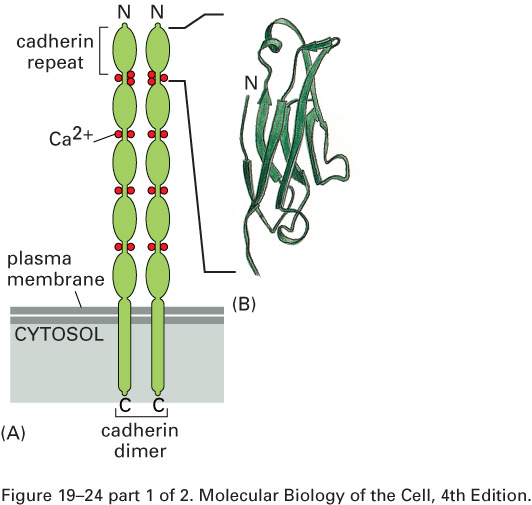 N N
cadherin
repeat
N
Ca2+
plasma
membrane
(B)
CYTOSOL
C C
(A)
cadherin
dimer
Figure 19–24 part 1 of 2. Molecular Biology of the Cell, 4th Edition.